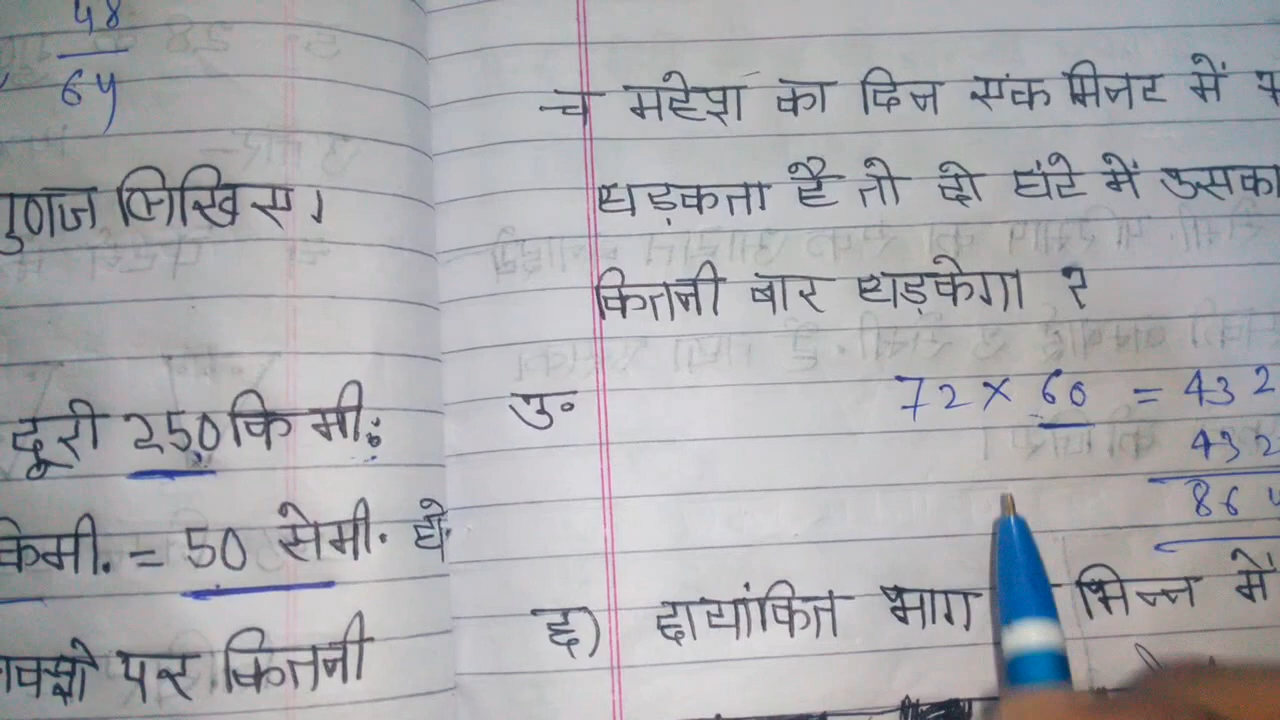 48
64
गुणज लिखिए।
दूरी 250 कि मी.
किमी. = 50 सेमी. है
नक्शे पर कितनी
च महेश का दिल एक मिनट में
धड़कता है तो दो घंटे में उसका
कितनी बार धड़केगा ?
उ० 72 × 60 = 432
432
864
छ) छायांकित भाग भिन्न में